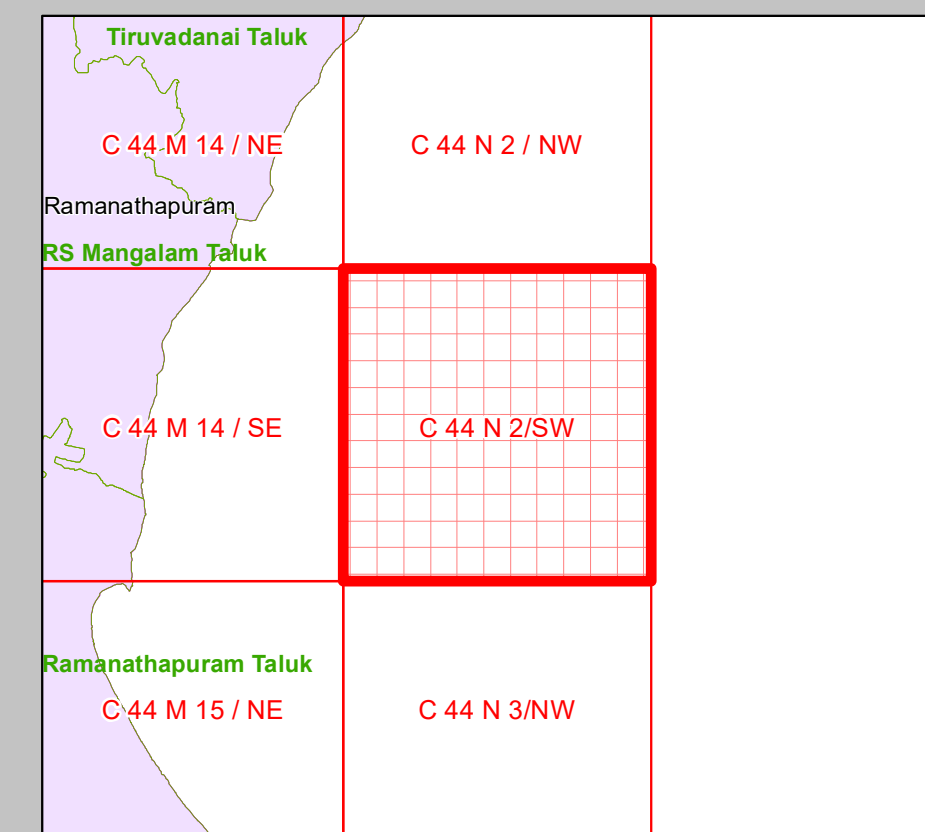 Tiruvadanai Taluk
C 44 M 14 / NE
C 44 N 2 / NW
Ramanathapuram
RS Mangalam Taluk
C 44 M 14 / SE
C 44 N 2/SW
Ramanathapuram Taluk
C 44 M 15 / NE
C 44 N 3/NW